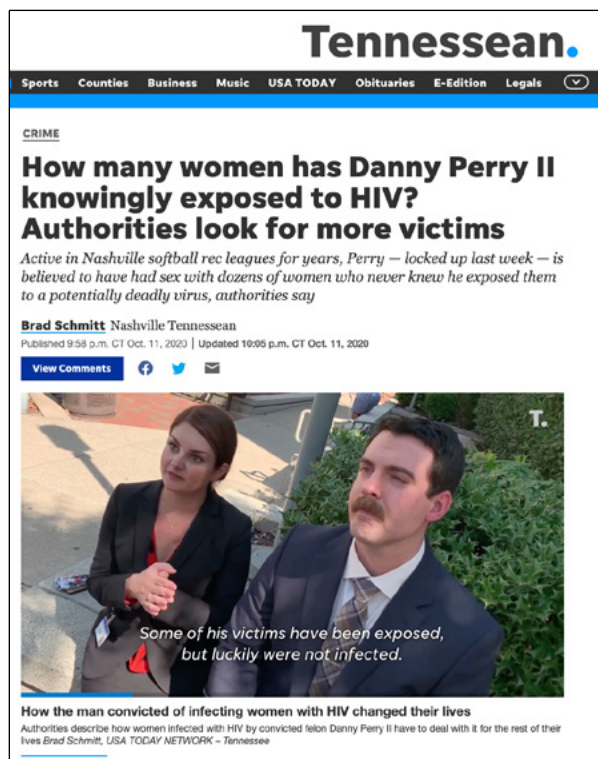 Tennessean.
Sports Counties Business Music USA TODAY Obituaries E-Edition Legals
CRIME
How many women has Danny Perry II
knowingly exposed to HIV?
Authorities look for more victims
Active in Nashville softball rec leagues for years, Perry — locked up last week — is
believed to have had sex with dozens of women who never knew he exposed them
to a potentially deadly virus, authorities say
Brad Schmitt Nashville Tennessean
Published 9:58 p.m. CT Oct. 11, 2020 | Updated 10:05 p.m. CT Oct. 11, 2020
View Comments
T.
Some of his victims have been exposed,
but luckily were not infected.
How the man convicted of infecting women with HIV changed their lives
Authorities describe how women infected with HIV by convicted felon Danny Perry II have to deal with it for the rest of their
lives Brad Schmitt, USA TODAY NETWORK – Tennessee